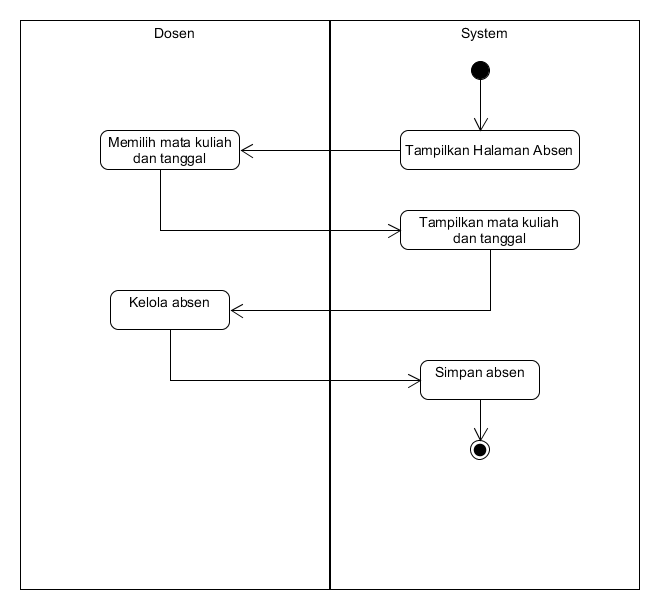 Dosen
System
Tampilkan Halaman Absen
Memilih mata kuliah
dan tanggal
Tampilkan mata kuliah
dan tanggal
Kelola absen
Simpan absen